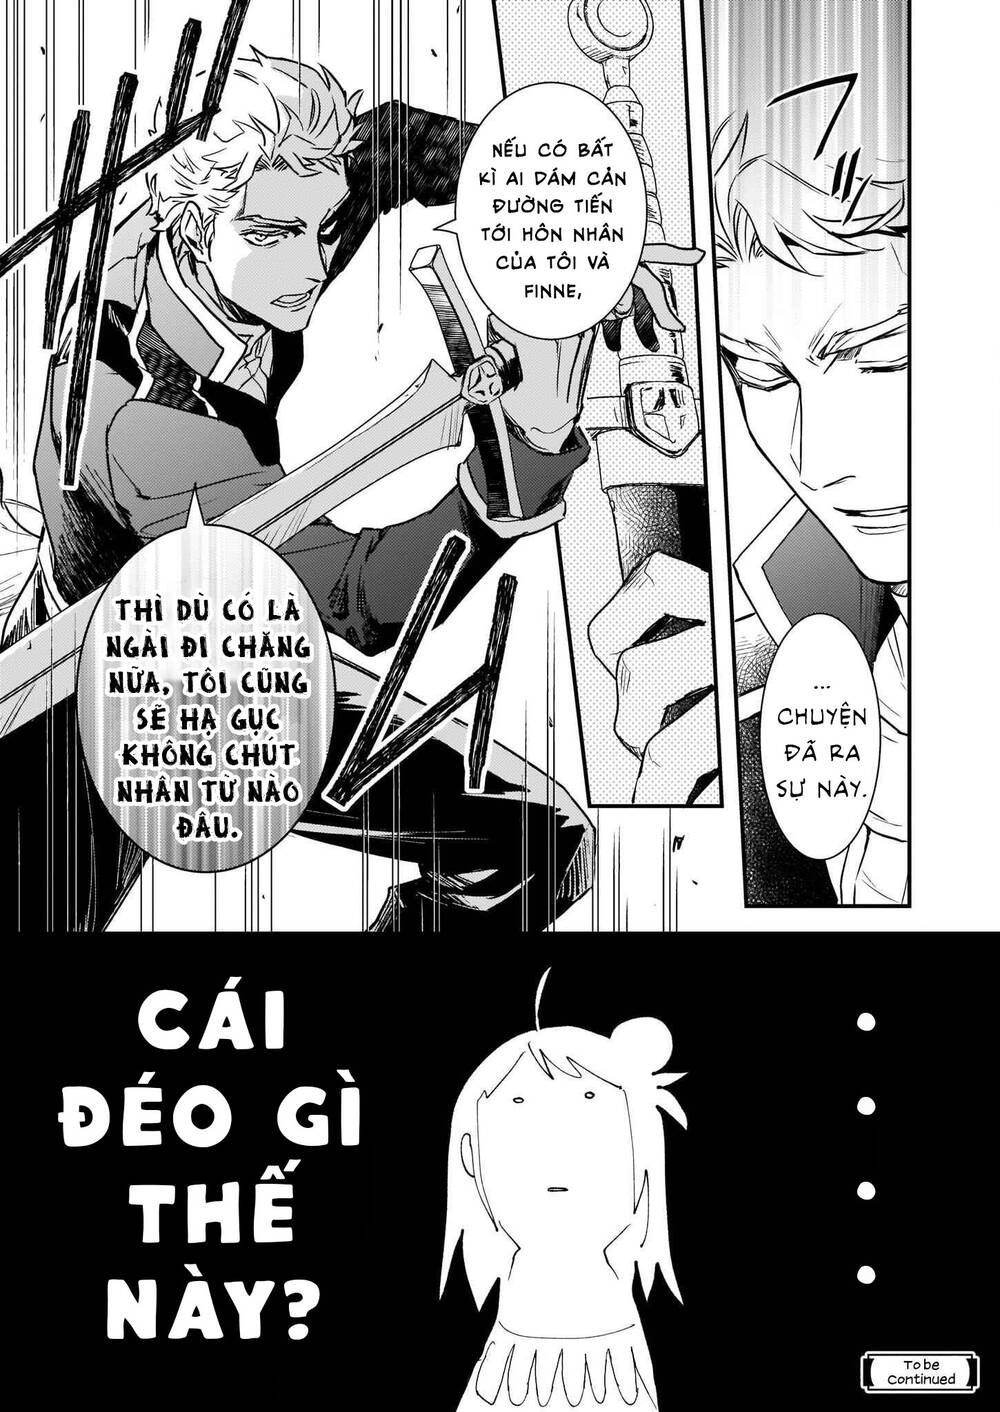 ...
CHUYỆN
ĐÃ RA
SỰ NÀY.
NẾU CÓ BẤT
KÌ AI DÁM CẢN
ĐƯỜNG TIẾN
TỚI HÔN NHÂN
CỦA TÔI VÀ
FINNE,
THÌ DÙ CÓ LÀ
NGÀI ĐI CHĂNG
NỮA, TÔI CŨNG
SẼ HẠ GỤC
KHÔNG CHÚT
NHÂN TỪ NÀO
ĐÂU.
CÁI
ĐÉO GÌ
THẾ
NÀY?
To be
Continued